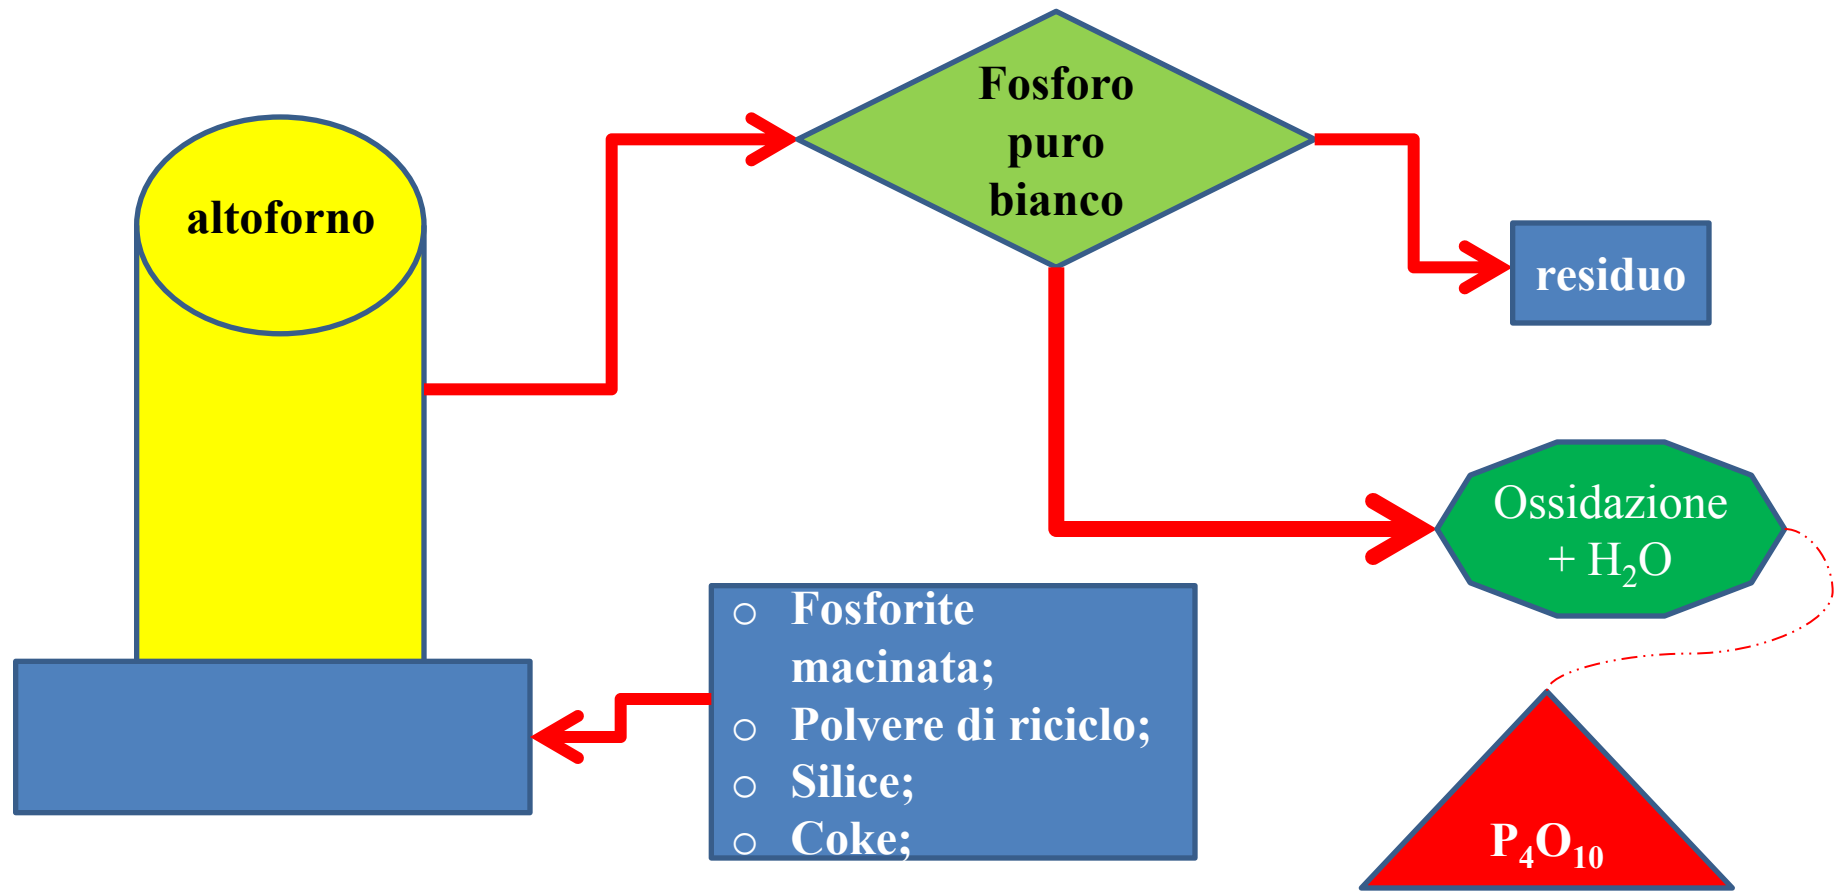 altoforno
Fosforo
puro
bianco
residuo
Ossidazione
+ H₂O
o Fosforite
macinata;
o Polvere di riciclo;
o Silice;
o Coke;
P₄O₁₀